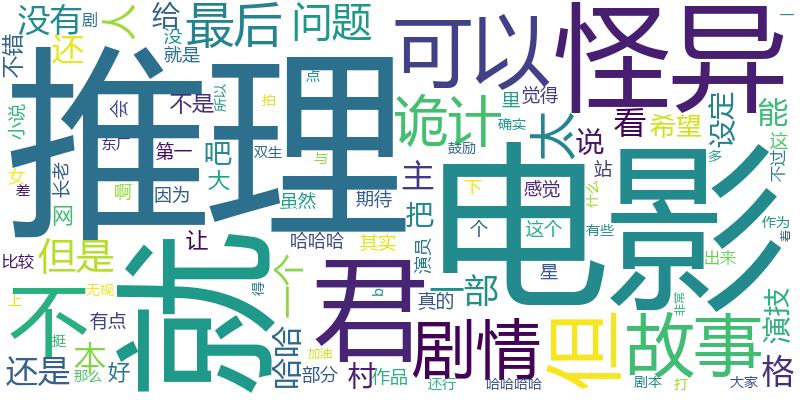 没有
剧
人
给
最后
问题
可以
怪异
不错
还
没
就是
推理
点
诡计
里
觉得
太
说
看
希望
设定
能
小说
会
不是
所以
拍
确实
多
这
不过
东厂
第一
吧
双生
与
鼓励
电影
站
女
差
长老
啊
因为
大
虽然
期待
主
下
感觉
什么
网
让
哈哈哈
其实
把
演员
个
这个
有些
作为
看
但是
就
得
一个
君
一部
星
出来
比较
上
无视
不
b
真的
非常
演技
有点
挺
哈哈
剧情
但
故事
还是
本
那么
好
加油
部分
村
作品
还行
哈哈哈哈
剧本
打
大家
格
一